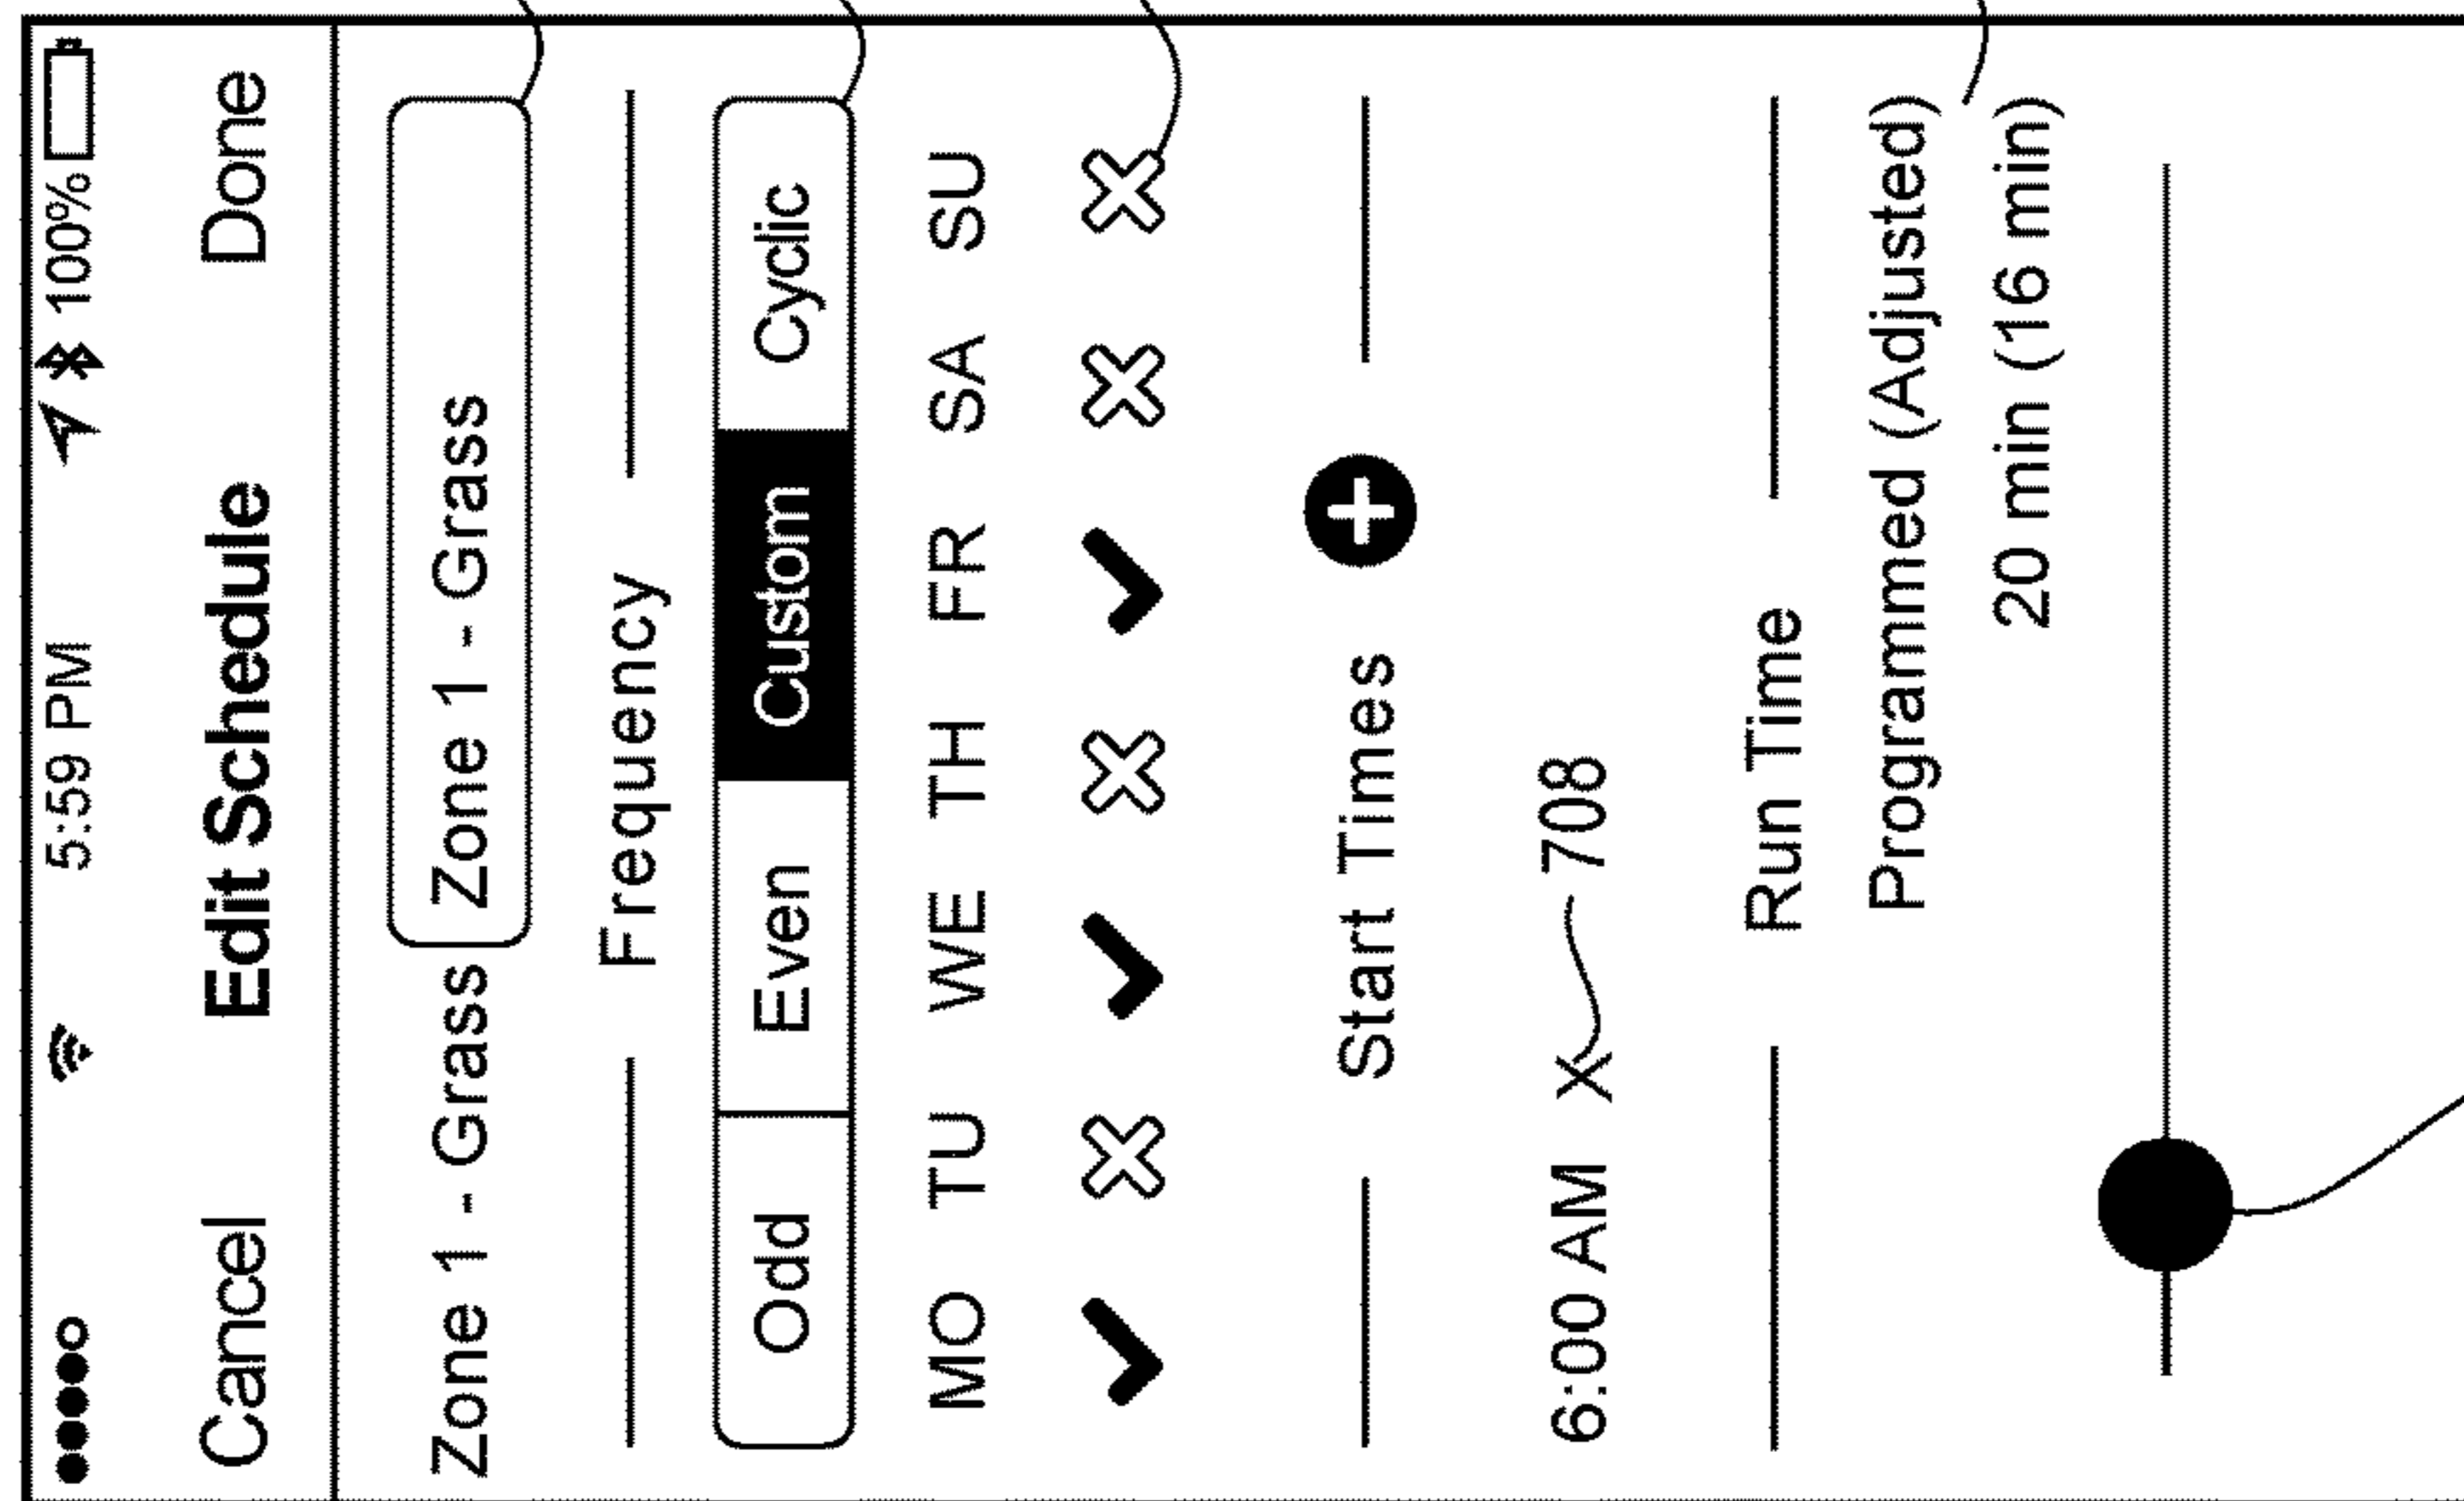 5:59 PM 100%
Cancel Edit Schedule Done
Zone 1 - Grass Zone 1 - Grass
Frequency
Odd Even Custom Cyclic
MO TU WE TH FR SA SU
Start Times
6:00 AM X 708
Run Time
Programmed (Adjusted)
20 min (16 min)